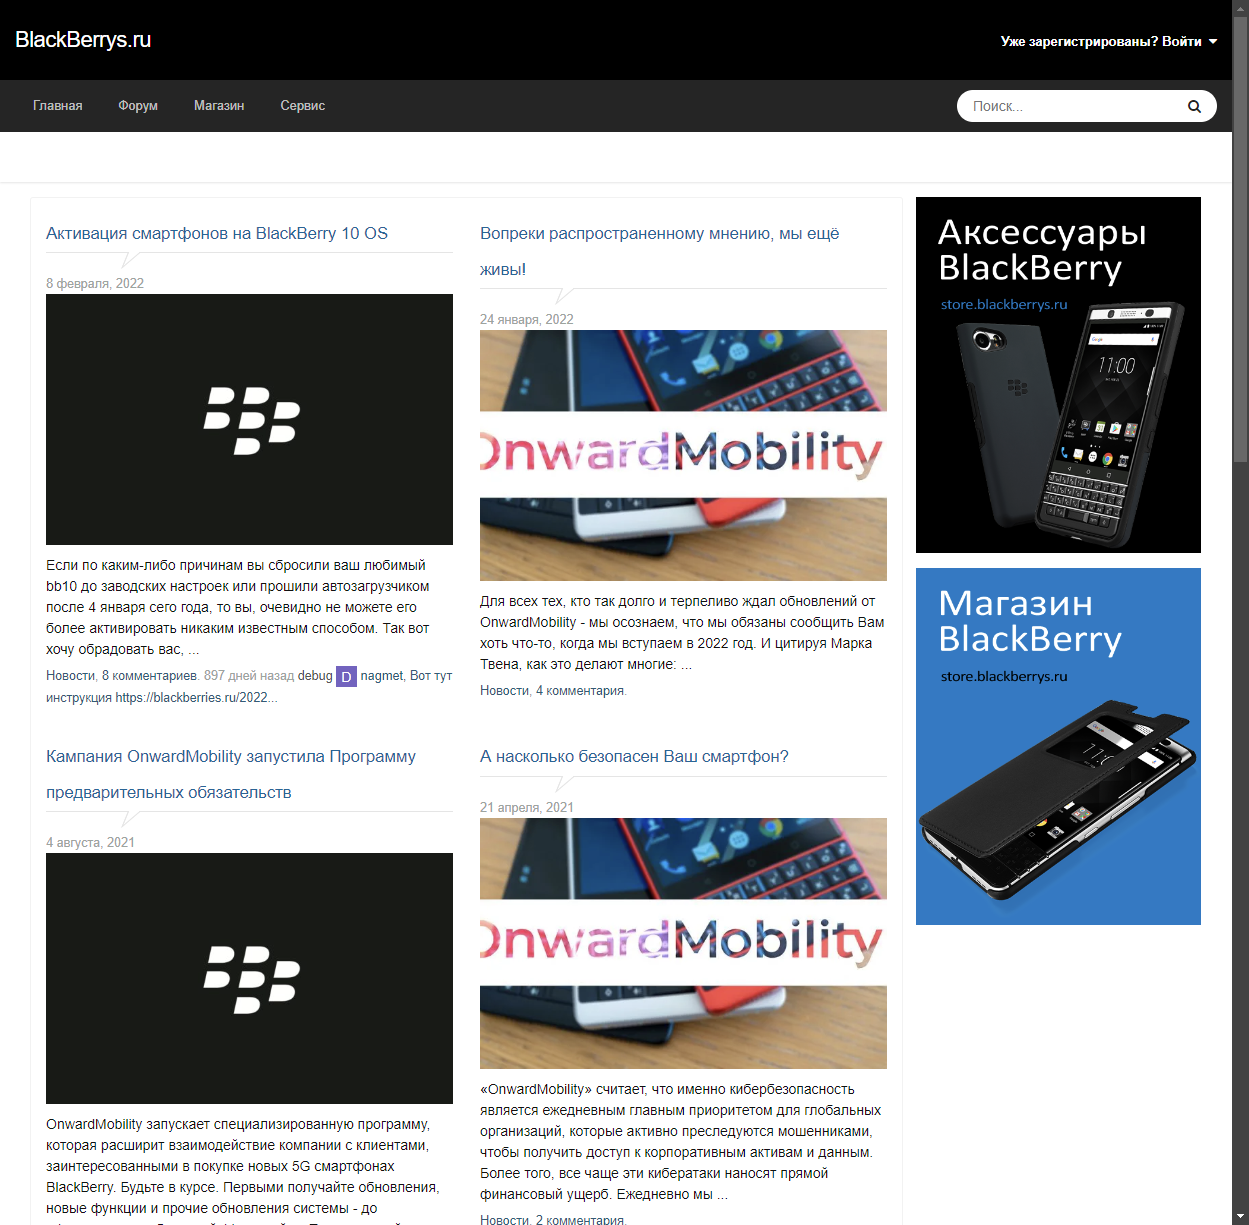 BlackBerrys.ru
Уже зарегистрированы? Войти
Главная Форум Магазин Сервис
Поиск...
Активация смартфонов на BlackBerry 10 OS
8 февраля, 2022
Если по каким-либо причинам вы сбросили ваш любимый
bb10 до заводских настроек или прошили автозагрузчиком
после 4 января сего года, то вы, очевидно не можете его
более активировать никаким известным способом. Так вот
хочу обрадовать вас, ...
Новости, 8 комментариев. 897 дней назад debug D nagmet, Вот тут
инструкция https://blackberries.ru/2022...
Вопреки распространенному мнению, мы ещё
живы!
24 января, 2022
OnwardMobility
Для всех тех, кто так долго и терпеливо ждал обновлений от
OnwardMobility - мы осознаем, что мы обязаны сообщить Вам
хоть что-то, когда мы вступаем в 2022 год. И цитируя Марка
Твена, как это делают многие: ...
Новости, 4 комментария.
Кампания OnwardMobility запустила Программу
предварительных обязательств
4 августа, 2021
OnwardMobility запускает специализированную программу,
которая расширит взаимодействие компании с клиентами,
заинтересованными в покупке новых 5G смартфонах
BlackBerry. Будьте в курсе. Первыми получайте обновления,
новые функции и прочие обновления системы - до
А насколько безопасен Ваш смартфон?
21 апреля, 2021
OnwardMobility
«OnwardMobility» считает, что именно кибербезопасность
является ежедневным главным приоритетом для глобальных
организаций, которые активно преследуются мошенниками,
чтобы получить доступ к корпоративным активам и данным.
Более того, все чаще эти кибератаки наносят прямой
финансовый ущерб. Ежедневно мы ...
Новости, 2 комментария.
Аксессуары
BlackBerry
store.blackberrys.ru
11:00
Магазин
BlackBerry
store.blackberrys.ru